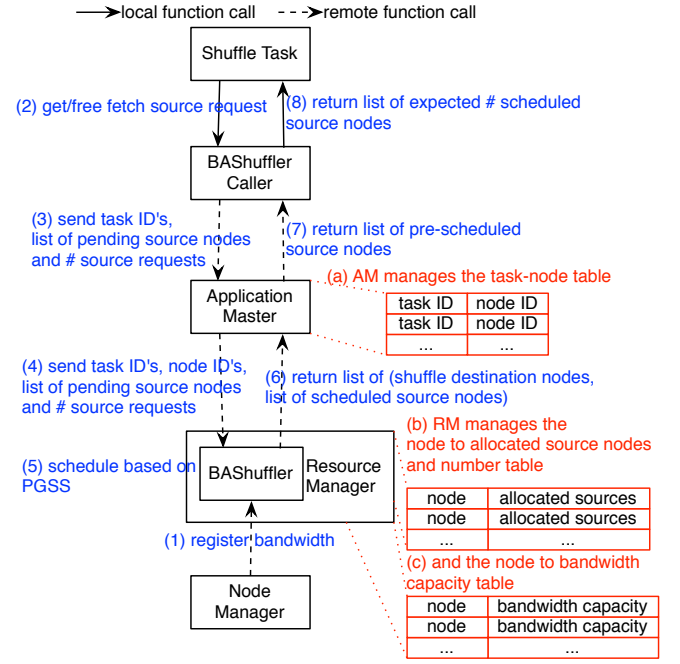 local function call
remote function call
Shuffle Task
(2) get/free fetch source request
(8) return list of expected # scheduled
source nodes
BAShuffler
Caller
(3) send task ID's,
list of pending source nodes
and # source requests
(7) return list of pre-scheduled
source nodes
(a) AM manages the task-node table
Application
Master
task ID node ID
task ID node ID
... ...
(4) send task ID's, node ID's,
list of pending source nodes
and # source requests
(6) return list of (shuffle destination nodes,
list of scheduled source nodes)
(b) RM manages the
node to allocated source nodes
and number table
(5) schedule based on
PGSS
BAShuffler
Resource
Manager
node allocated sources
node allocated sources
... ...
(1) register bandwidth
(c) and the node to bandwidth
capacity table
Node
Manager
node bandwidth capacity
node bandwidth capacity
... ...